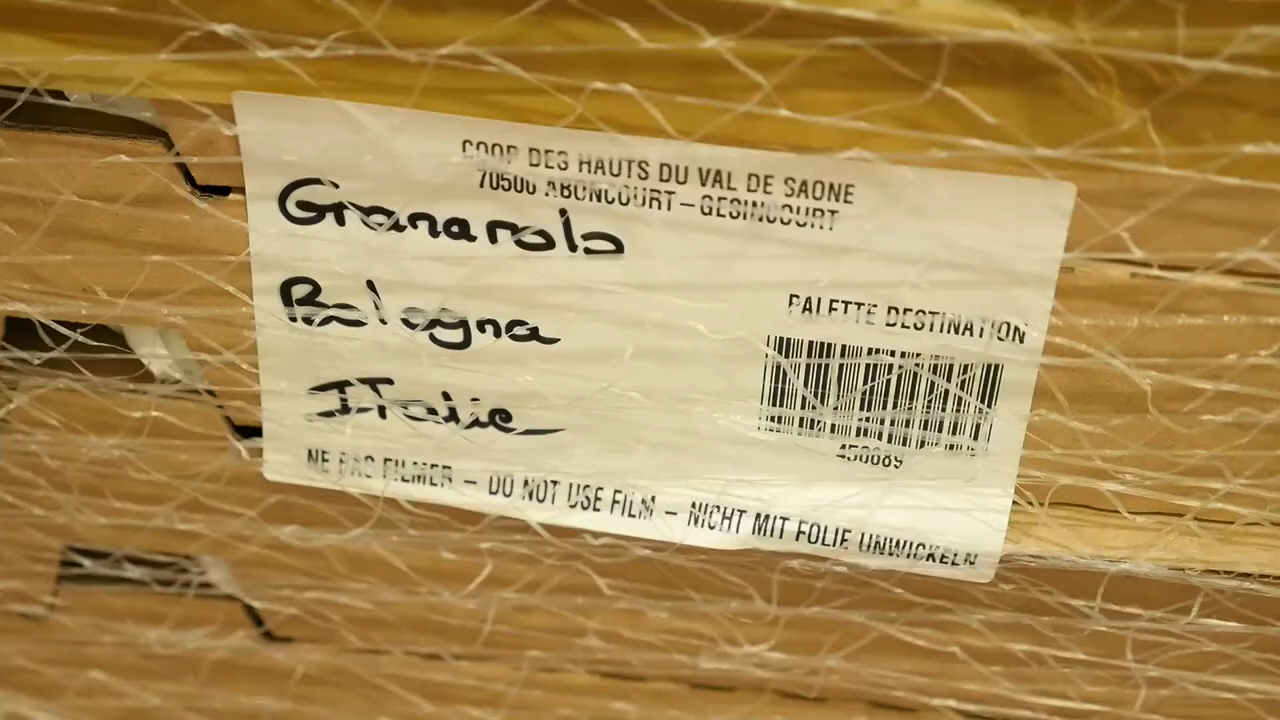 COOP DES HAUTS DU VAL DE SAONE
70500 ABONCOURT – GESINCOURT
Granarolo
Bologna
ITalie
PALETTE DESTINATION
450689
NE PAS FILMER – DO NOT USE FILM – NICHT MIT FOLIE UNWICKELN